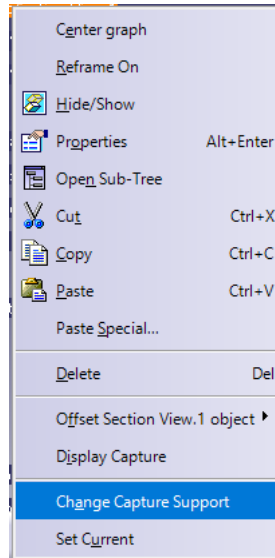 Center graph
Reframe On
Hide/Show
Properties Alt+Enter
Open Sub-Tree
Cut Ctrl+X
Copy Ctrl+C
Paste Ctrl+V
Paste Special...
Delete Del
Offset Section View.1 object
Display Capture
Change Capture Support
Set Current